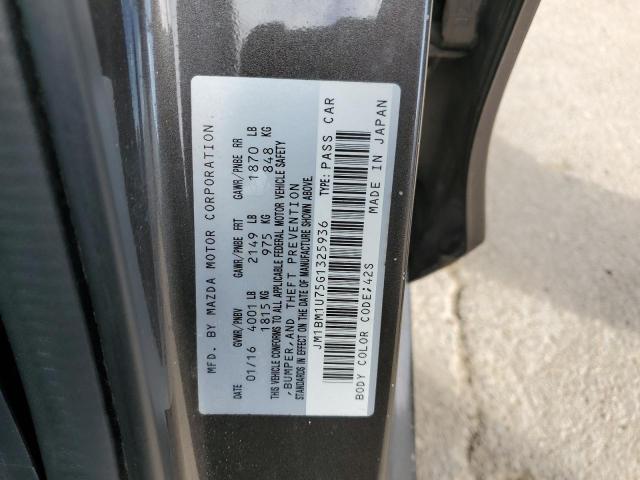 MFD. BY MAZDA MOTOR CORPORATION
DATE GVWR/PNBV GAWR/PNBE FRT GAWR/PNBE RR
01/16 4001 LB 2149 LB 1870 LB
1815 KG 975 KG 848 KG
THIS VEHICLE CONFORMS TO ALL APPLICABLE FEDERAL MOTOR VEHICLE SAFETY
,BUMPER,AND THEFT PREVENTION
STANDARDS IN EFFECT ON THE DATE OF MANUFACTURE SHOWN ABOVE.
JM1BM1U75G1325936 TYPE: PASS CAR
BODY COLOR CODE;42S MADE IN JAPAN